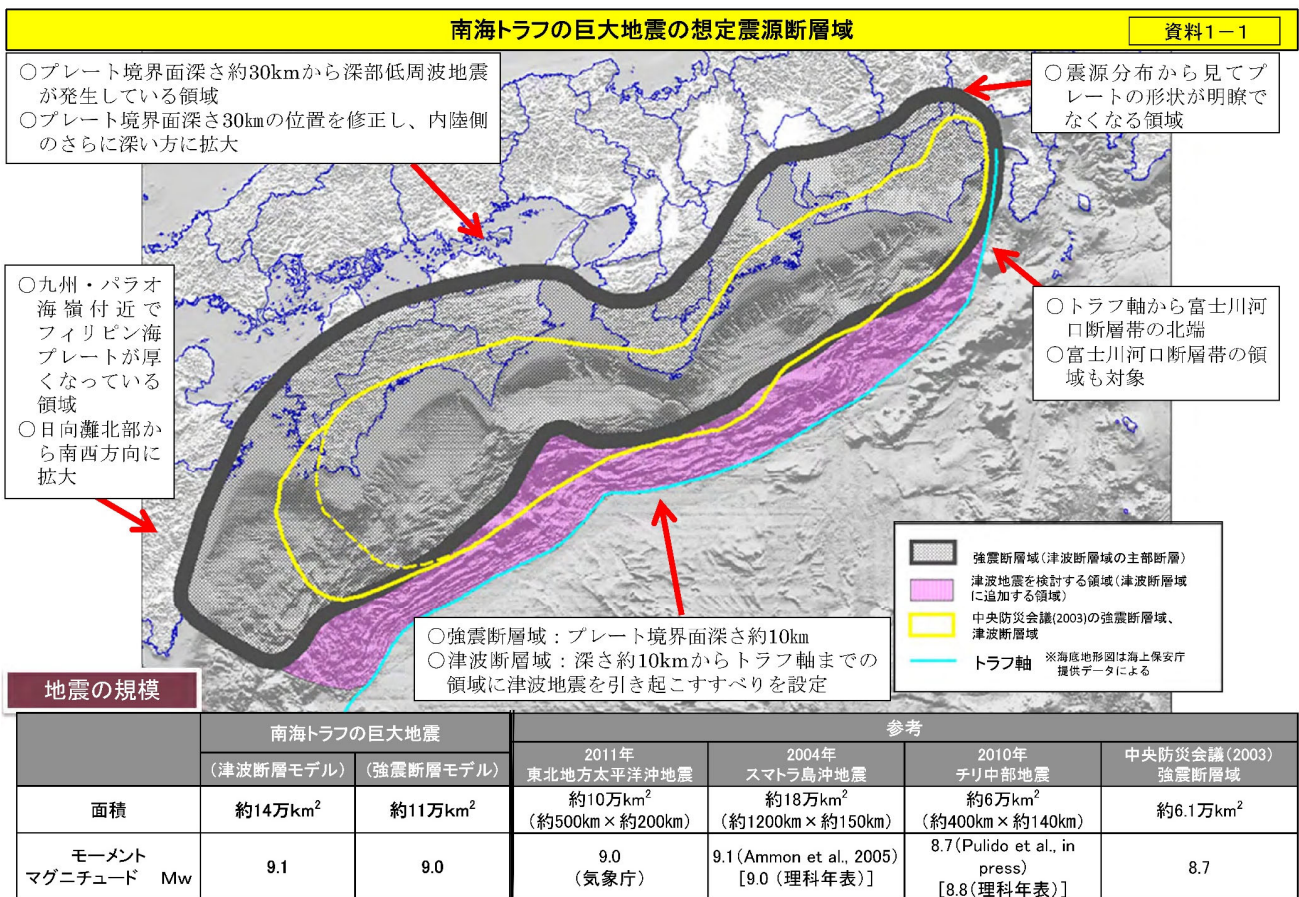 南海トラフの巨大地震の想定震源断層域
資料1-1
○プレート境界面深さ約30kmから深部低周波地震
が発生している領域
○プレート境界面深さ30㎞の位置を修正し、内陸側
のさらに深い方に拡大
○震源分布から見てプ
レートの形状が明瞭で
なくなる領域
○九州・パラオ
海嶺付近で
フィリピン海
プレートが厚
くなっている
領域
○日向灘北部か
ら南西方向に
拡大
○トラフ軸から富士川河
口断層帯の北端
○富士川河口断層帯の領
域も対象
強震断層域(津波断層域の主部断層)
津波地震を検討する領域(津波断層域
に追加する領域)
中央防災会議(2003)の強震断層域、
津波断層域
トラフ軸 ※海底地形図は海上保安庁
提供データによる
○強震断層域:プレート境界面深さ約10㎞
○津波断層域:深さ約10kmからトラフ軸までの
領域に津波地震を引き起こすすべりを設定
地震の規模
南海トラフの巨大地震
参考
(津波断層モデル)
(強震断層モデル)
2011年
東北地方太平洋沖地震
2004年
スマトラ島沖地震
2010年
チリ中部地震
中央防災会議(2003)
強震断層域
面積
約14万km²
約11万km²
約10万km²
(約500km×約200km)
約18万km²
(約1200km×約150km)
約6万km²
(約400km×約140km)
約6.1万km²
モーメント
マグニチュード Mw
9.1
9.0
9.0
(気象庁)
9.1(Ammon et al., 2005)
[9.0 (理科年表)]
8.7(Pulido et al., in
press)
[8.8(理科年表)]
8.7